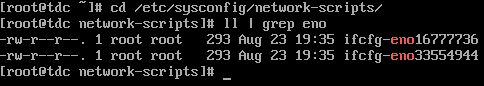 [root@tdc ~]# cd /etc/sysconfig/network-scripts/
[root@tdc network-scripts]# ll | grep eno
-rw-r--r--. 1 root root   293 Aug 23 19:35 ifcfg-eno16777736
-rw-r--r--. 1 root root   293 Aug 23 19:35 ifcfg-eno33554944
[root@tdc network-scripts]# _